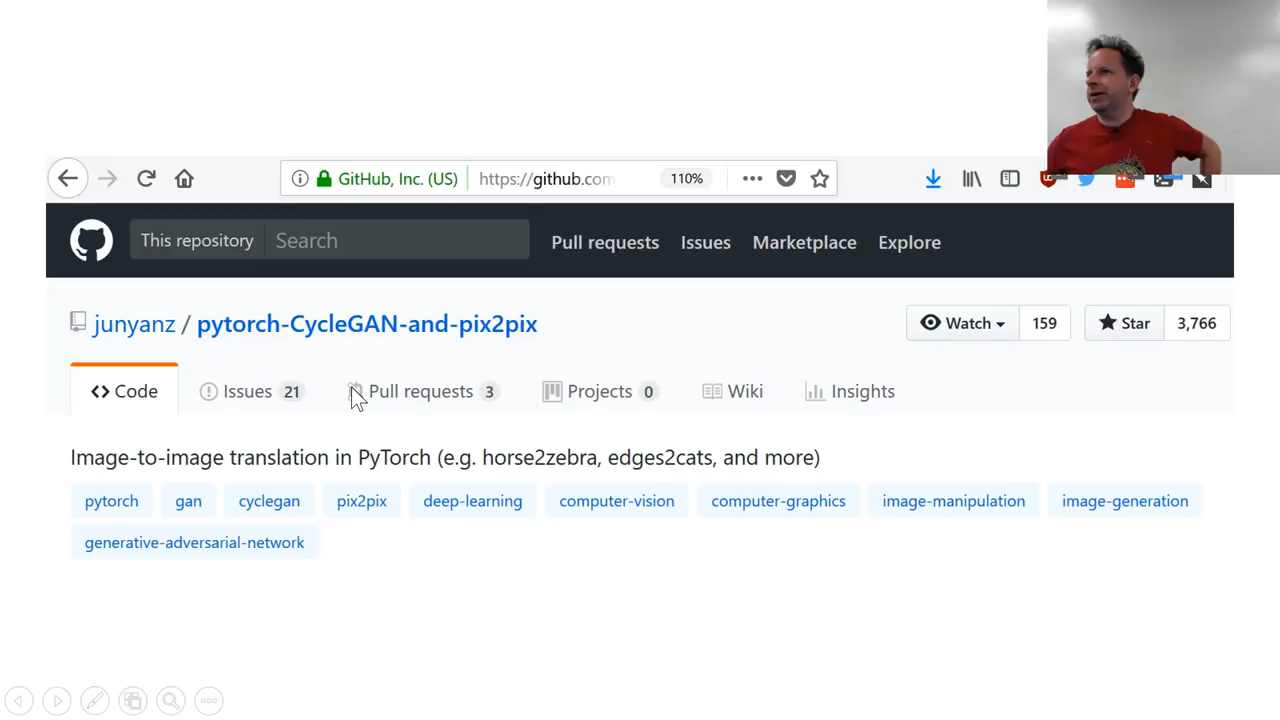 GitHub, Inc. (US) https://github.com 110%
This repository Search Pull requests Issues Marketplace Explore
junyanz / pytorch-CycleGAN-and-pix2pix Watch 159 Star 3,766
Code Issues 21 Pull requests 3 Projects 0 Wiki Insights
Image-to-image translation in PyTorch (e.g. horse2zebra, edges2cats, and more)
pytorch gan cyclegan pix2pix deep-learning computer-vision computer-graphics image-manipulation image-generation
generative-adversarial-network